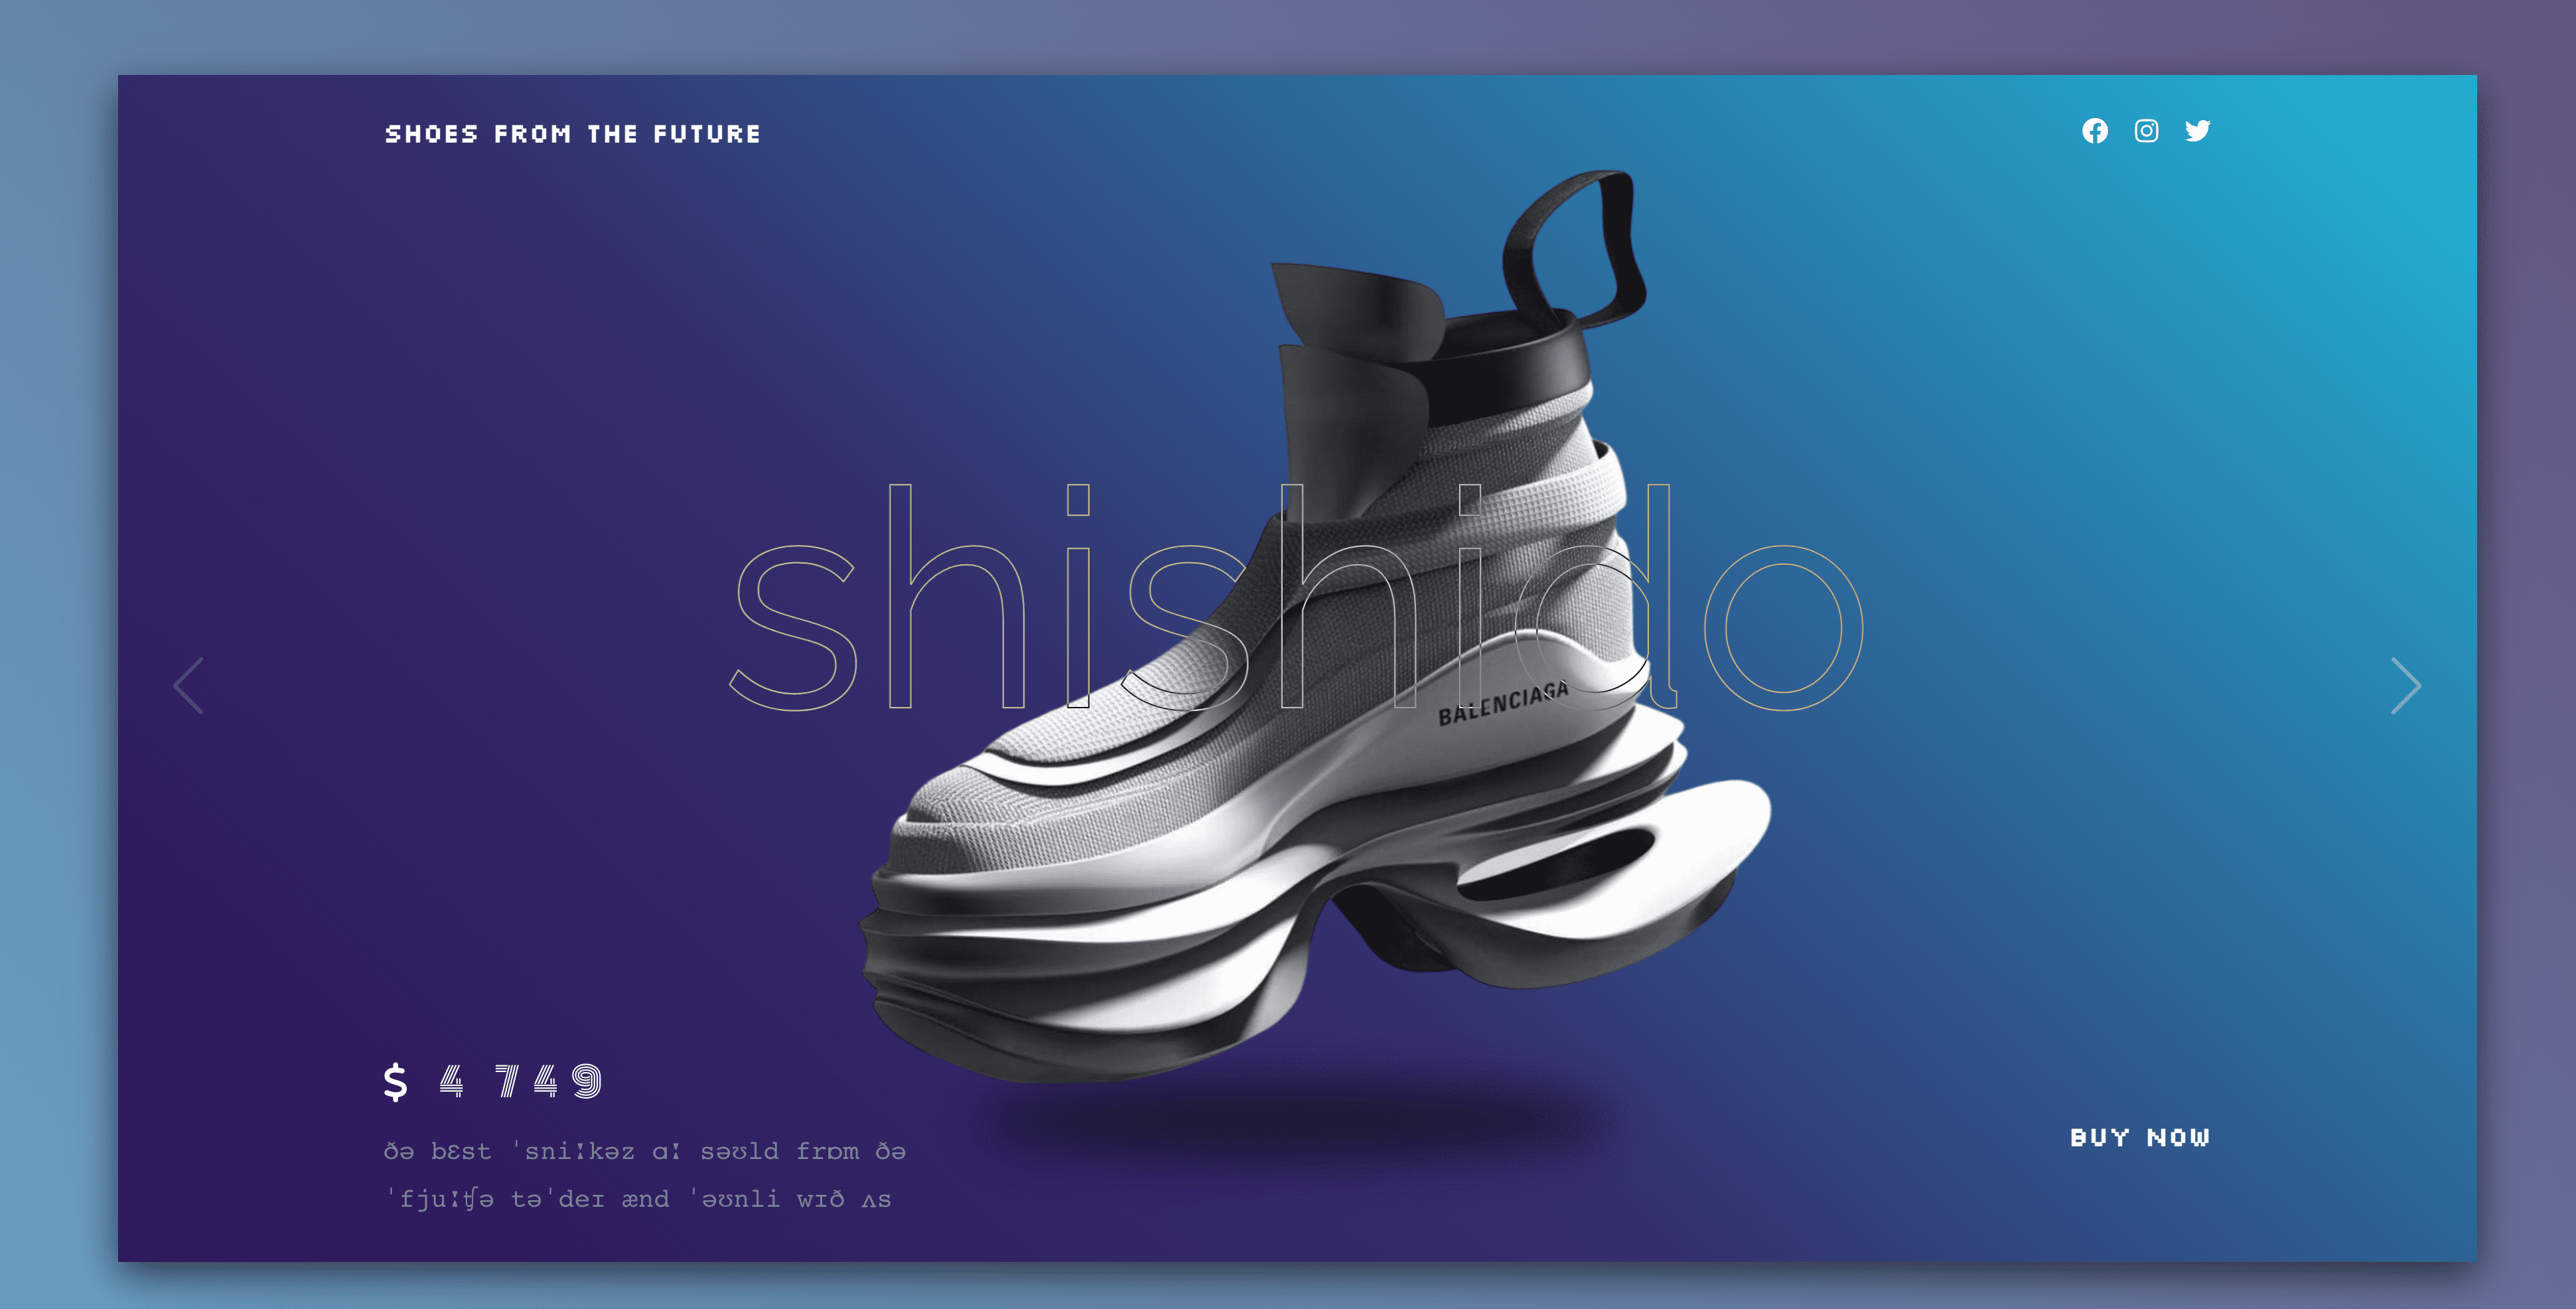 SHOES FROM THE FUTURE
shishido
BALENCIAGA
$ 4 749
ðə bɛst ˈsniːkəz ɑː səʊld frɒm ðə
ˈfjuːʧə təˈdeɪ ænd ˈəʊnli wɪð ʌs
BUY NOW